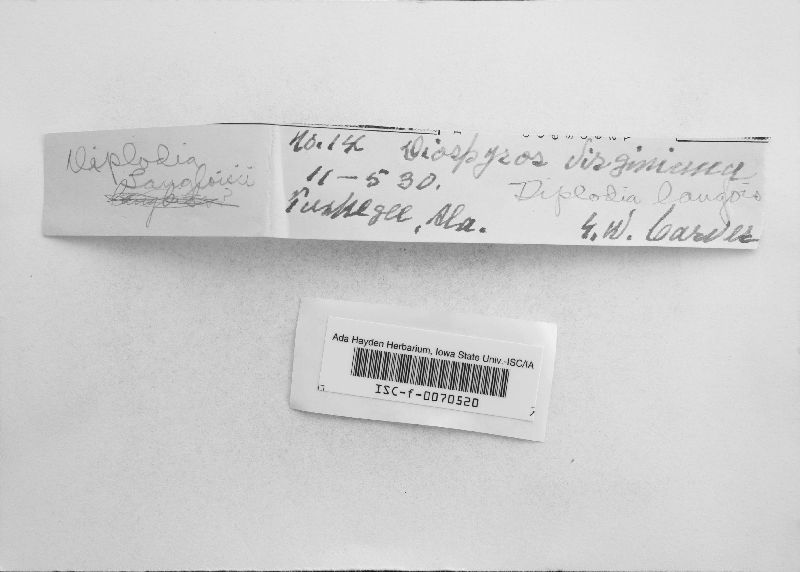 Diplodia
Langloisii
No. 14 Diospyros Virginiana
11-5 30. Diplodia langlois
Tuskegee, Ala. G. W. Carver
Ada Hayden Herbarium, Iowa State Univ.-ISC/IA
ISC-f-0070520